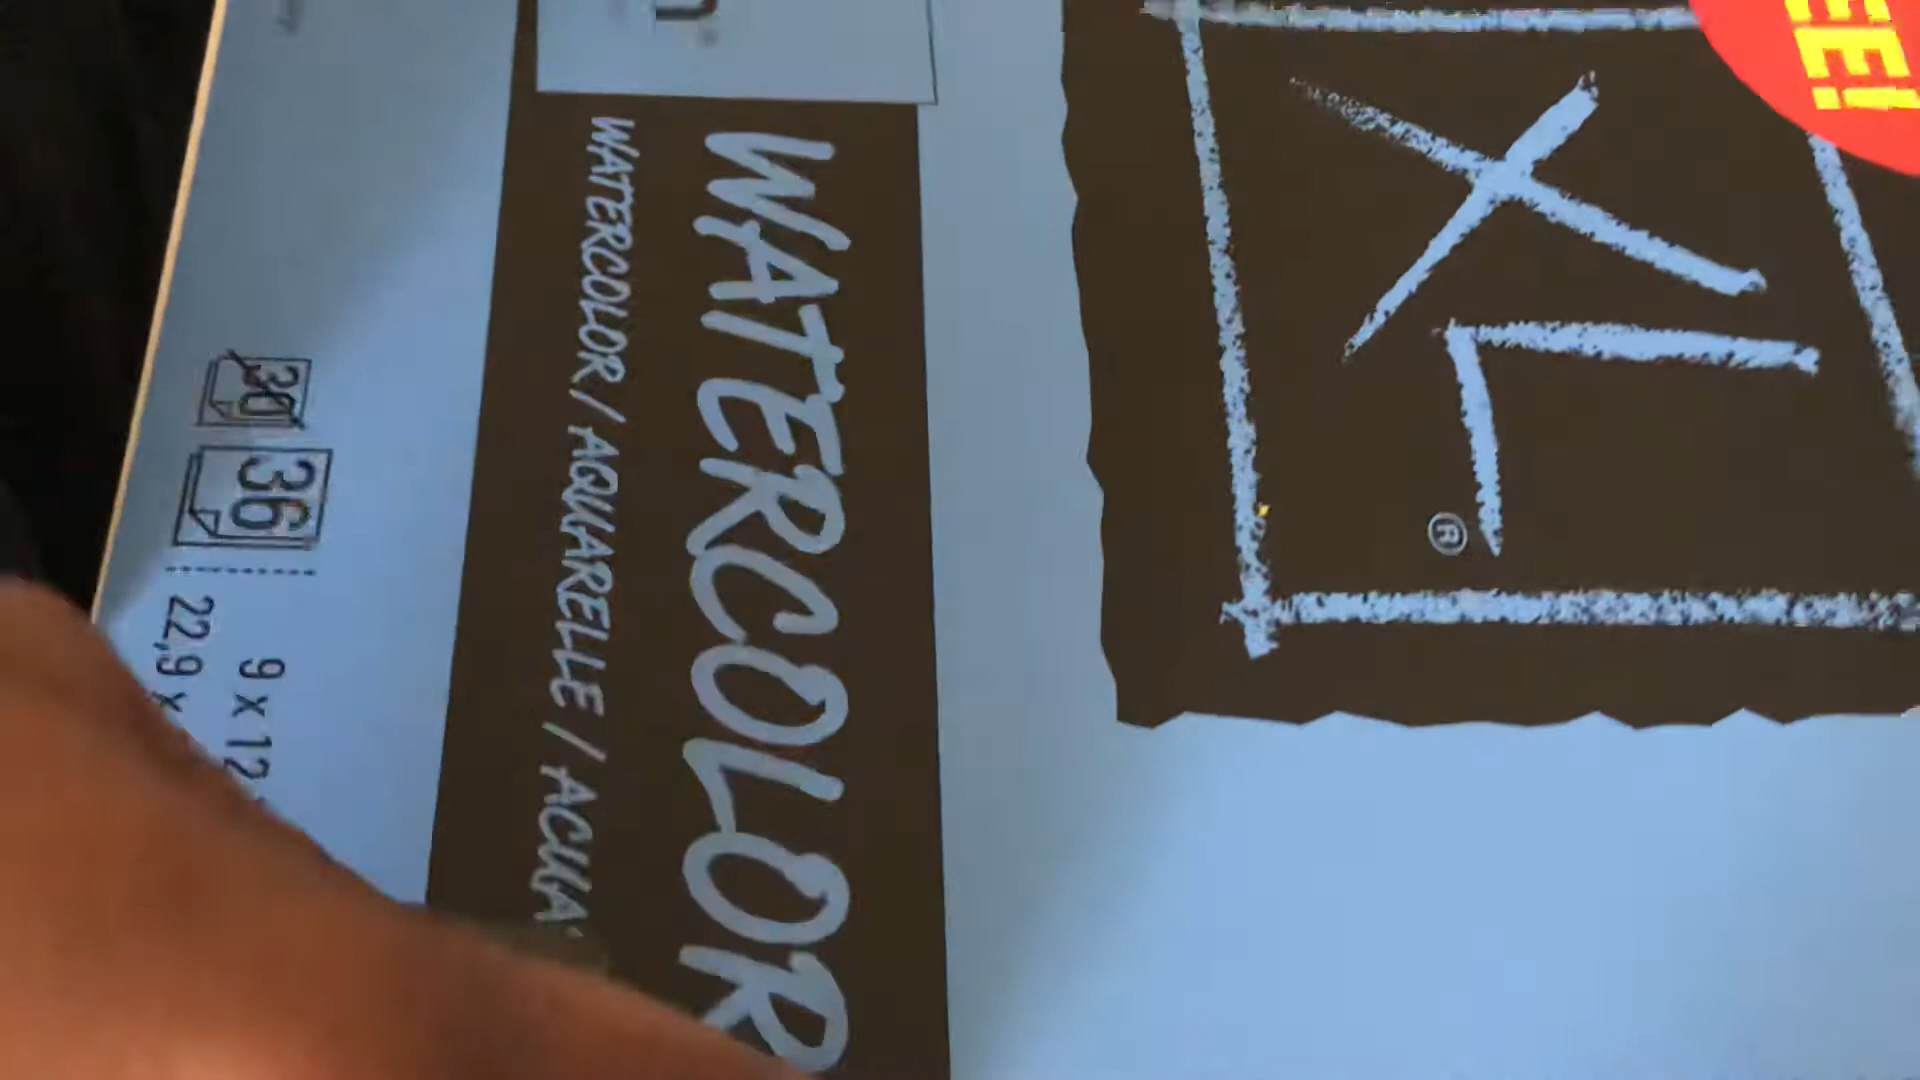 EE!
XL
®
WATERCOLOR
WATERCOLOR / AQUARELLE / ACUA
30
36
9 x 12
22,9 x